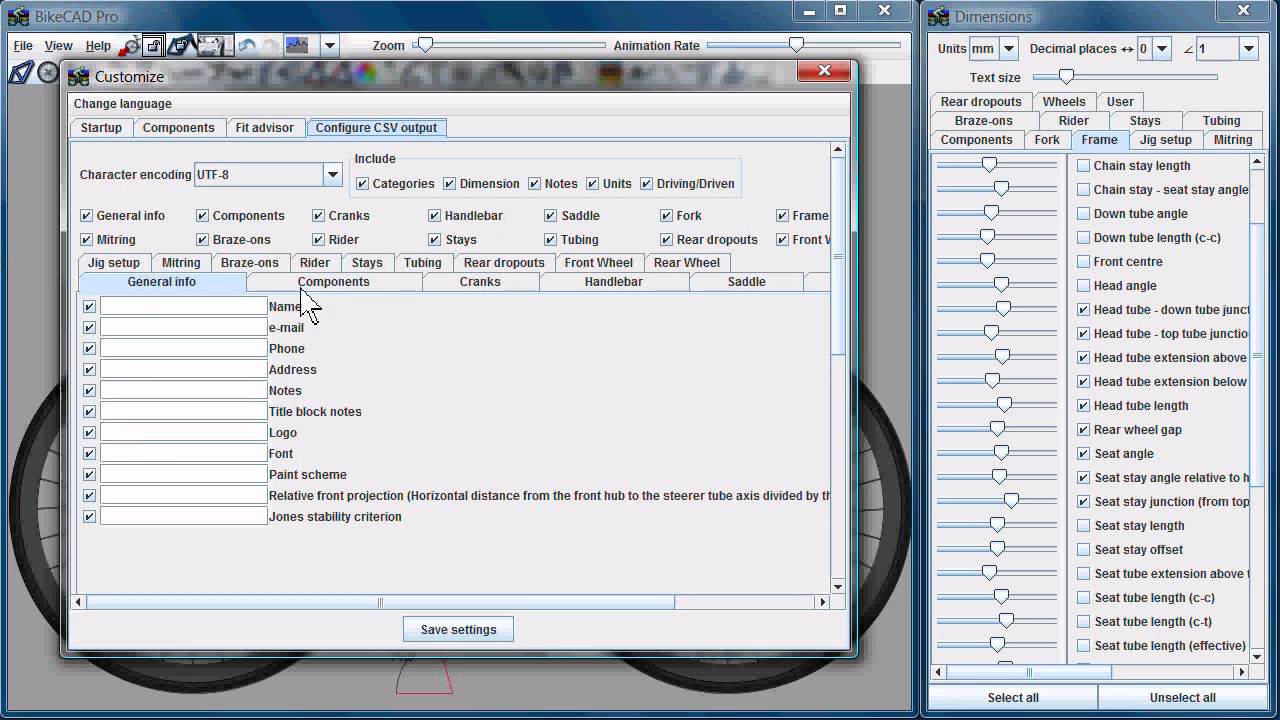 BikeCAD Pro
File View Help Zoom Animation Rate
Customize
Change language
Startup Components Fit advisor Configure CSV output
Include
Character encoding UTF-8
Categories Dimension Notes Units Driving/Driven
General info Components Cranks Handlebar Saddle Fork Frame
Mitring Braze-ons Rider Stays Tubing Rear dropouts Front W
Jig setup Mitring Braze-ons Rider Stays Tubing Rear dropouts Front Wheel Rear Wheel
General info Components Cranks Handlebar Saddle
Name
e-mail
Phone
Address
Notes
Title block notes
Logo
Font
Paint scheme
Relative front projection (Horizontal distance from the front hub to the steerer tube axis divided by th
Jones stability criterion
Save settings
Dimensions
Units mm Decimal places 0 1
Text size
Rear dropouts Wheels User
Braze-ons Rider Stays Tubing
Components Fork Frame Jig setup Mitring
Chain stay length
Chain stay - seat stay angle
Down tube angle
Down tube length (c-c)
Front centre
Head angle
Head tube - down tube junct
Head tube - top tube junctio
Head tube extension above
Head tube extension below
Head tube length
Rear wheel gap
Seat angle
Seat stay angle relative to h
Seat stay junction (from top
Seat stay length
Seat stay offset
Seat tube extension above t
Seat tube length (c-c)
Seat tube length (c-t)
Seat tube length (effective)
Select all Unselect all